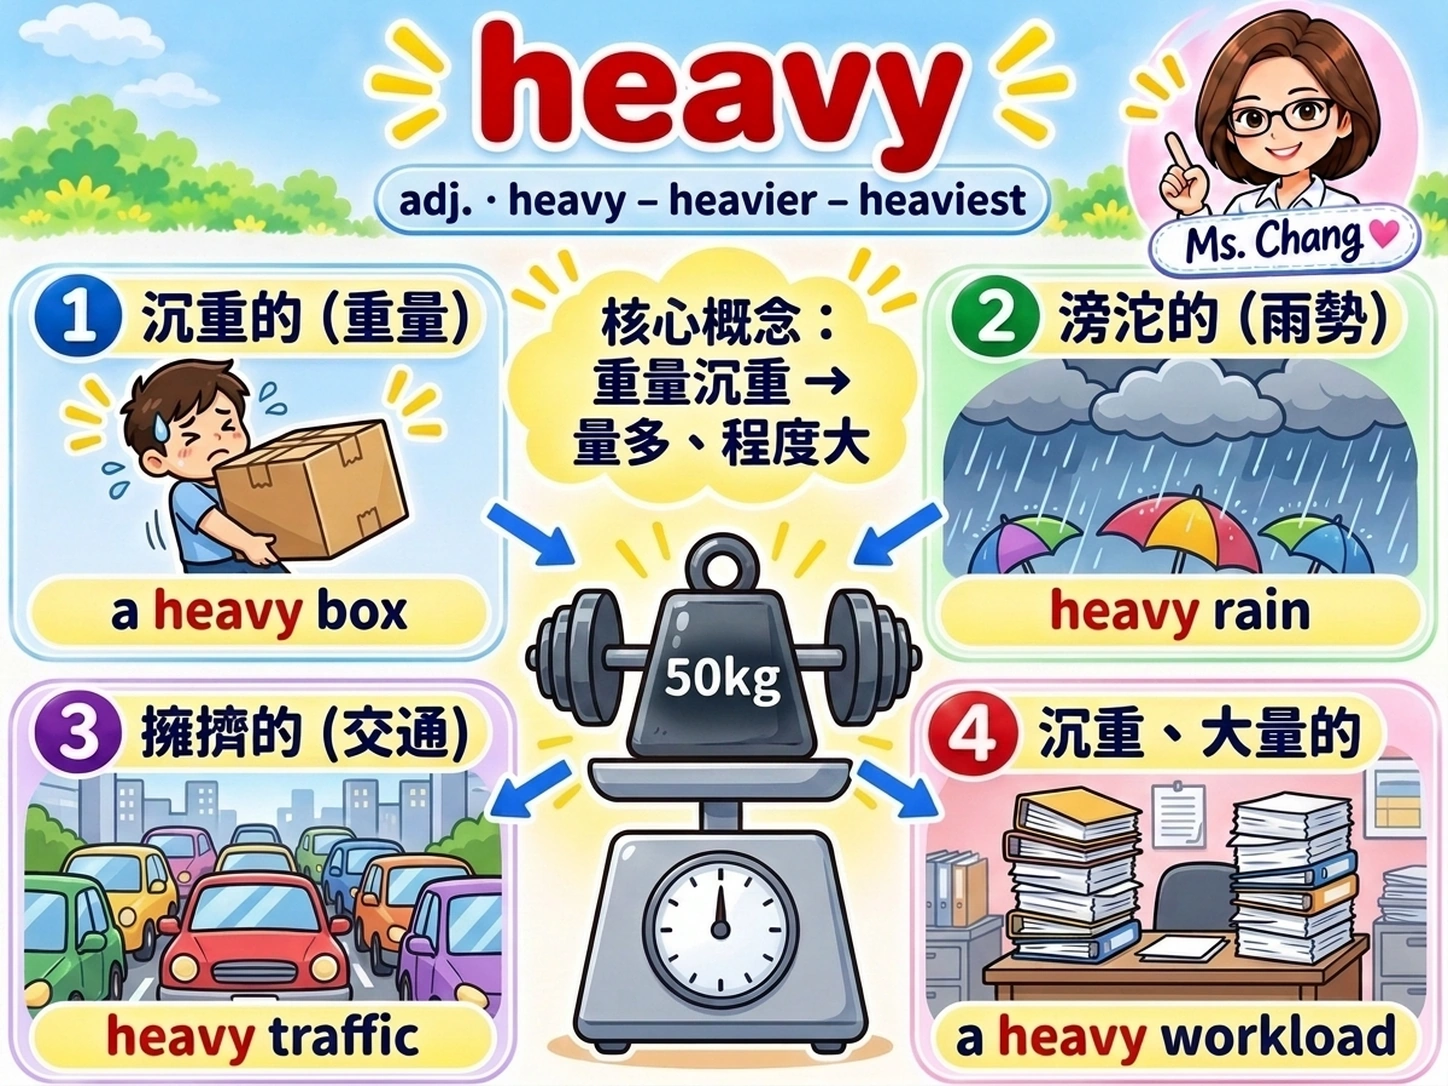 heavy
adj. · heavy – heavier – heaviest
Ms. Chang
1 沉重的 (重量)
a heavy box
核心概念：
重量沉重 →
量多、程度大
2 滂沱的 (雨勢)
heavy rain
50kg
3 擁擠的 (交通)
heavy traffic
4 沉重、大量的
a heavy workload